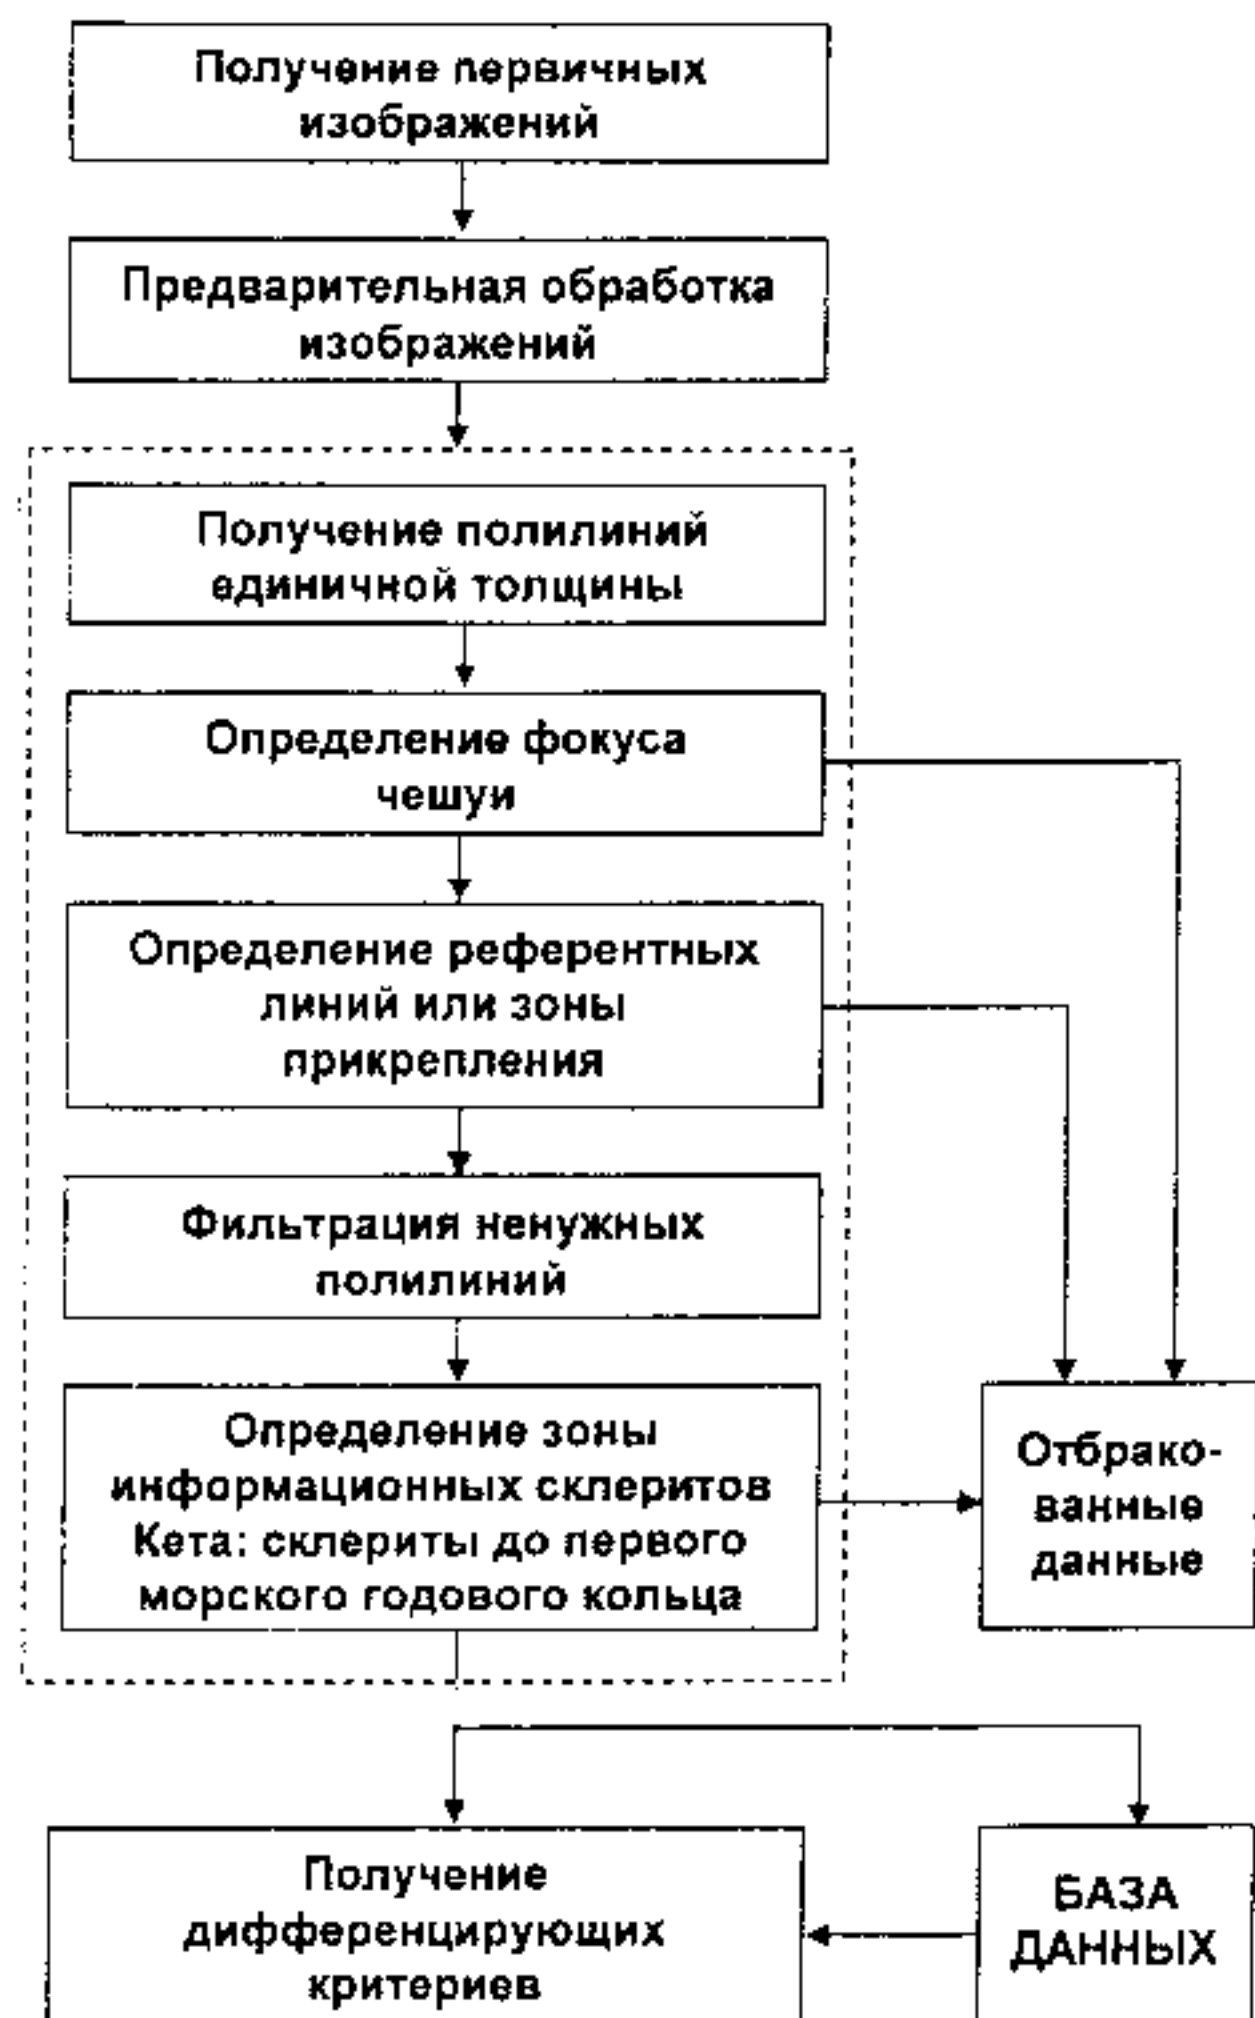 Получение первичных
изображений
Предварительная обработка
изображений
Получение полилиний
единичной толщины
Определение фокуса
чешуи
Определение референтных
линий или зоны
прикрепления
Фильтрация ненужных
полилиний
Определение зоны
информационных склеритов
Кета: склериты до первого
морского годового кольца
Отбрако-
ванные
данные
Получение
дифференцирующих
критериев
БАЗА
ДАННЫХ